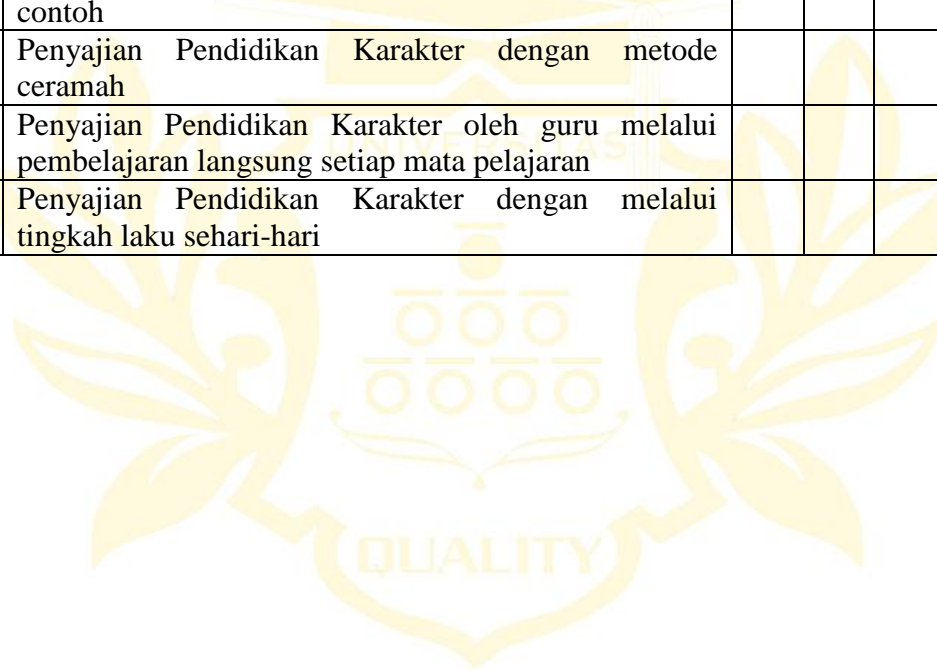 contoh
Penyajian Pendidikan Karakter dengan metode
ceramah
Penyajian Pendidikan Karakter oleh guru melalui
pembelajaran langsung setiap mata pelajaran
Penyajian Pendidikan Karakter dengan melalui
tingkah laku sehari-hari
UNIVERSITAS
QUALITY